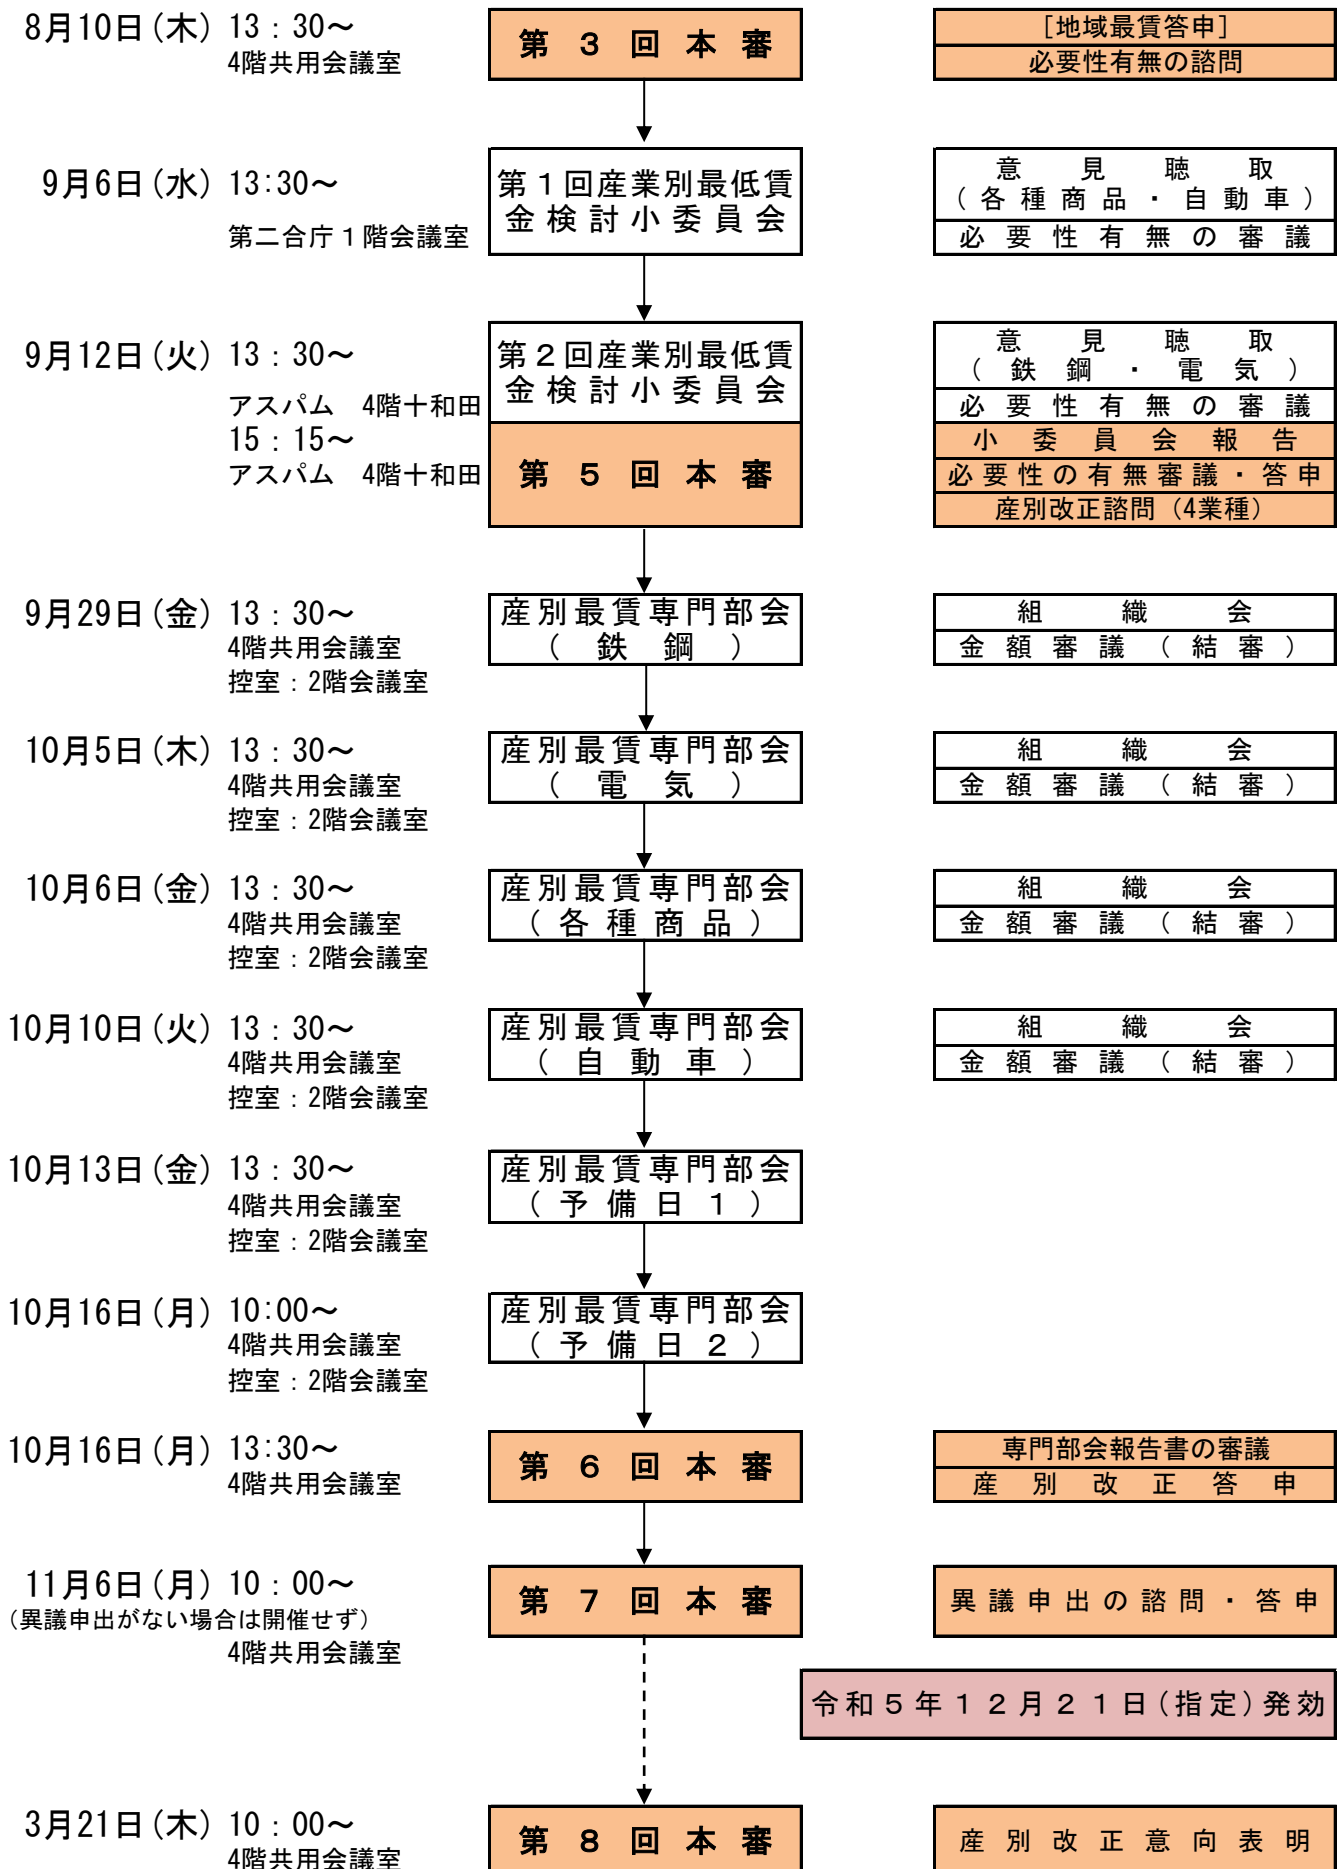 8月10日(木) 13：30～
4階共用会議室
第３回本審
［地域最賃答申］
必要性有無の諮問
9月6日(水) 13:30～
第二合庁１階会議室
第１回産業別最低賃
金検討小委員会
意見聴取
（各種商品・自動車）
必要性有無の審議
9月12日(火) 13：30～
アスパム　4階十和田
第２回産業別最低賃
金検討小委員会
意見聴取
（鉄鋼・電気）
必要性有無の審議
15：15～
アスパム　4階十和田
第５回本審
小委員会報告
必要性の有無審議・答申
産別改正諮問（4業種）
9月29日(金) 13：30～
4階共用会議室
控室：2階会議室
産別最賃専門部会
（鉄鋼）
組織会
金額審議（結審）
10月5日(木) 13：30～
4階共用会議室
控室：2階会議室
産別最賃専門部会
（電気）
組織会
金額審議（結審）
10月6日(金) 13：30～
4階共用会議室
控室：2階会議室
産別最賃専門部会
（各種商品）
組織会
金額審議（結審）
10月10日(火) 13：30～
4階共用会議室
控室：2階会議室
産別最賃専門部会
（自動車）
組織会
金額審議（結審）
10月13日(金) 13：30～
4階共用会議室
控室：2階会議室
産別最賃専門部会
（予備日１）
10月16日(月) 10:00～
4階共用会議室
控室：2階会議室
産別最賃専門部会
（予備日２）
10月16日(月) 13:30～
4階共用会議室
第６回本審
専門部会報告書の審議
産別改正答申
11月6日(月) 10：00～
（異議申出がない場合は開催せず）
4階共用会議室
第７回本審
異議申出の諮問・答申
令和５年１２月２１日(指定)発効
3月21日(木) 10：00～
4階共用会議室
第８回本審
産別改正意向表明